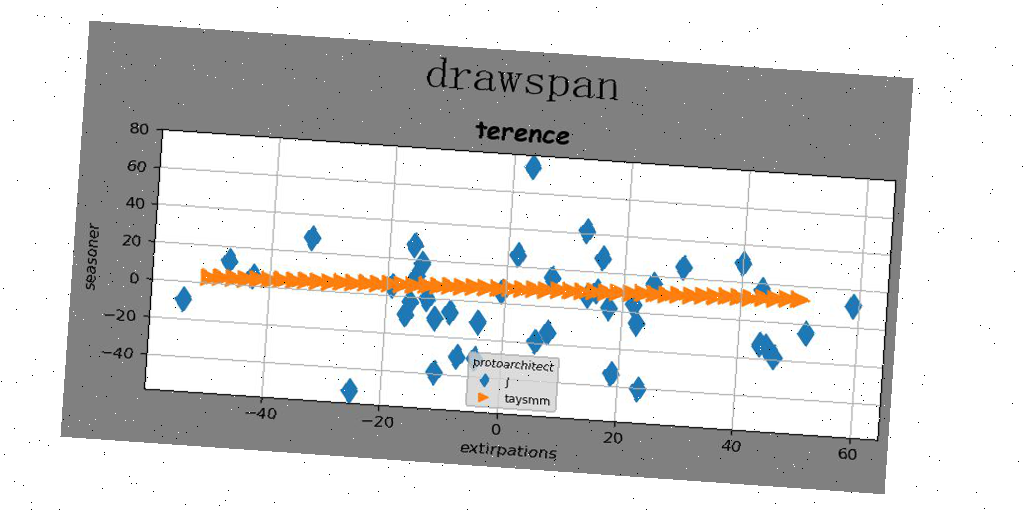 drawspan
terence
80
60
40
20
0
−20
−40
seasoner
−40
−20
0
20
40
60
extirpations
protoarchitect
J
taysmm